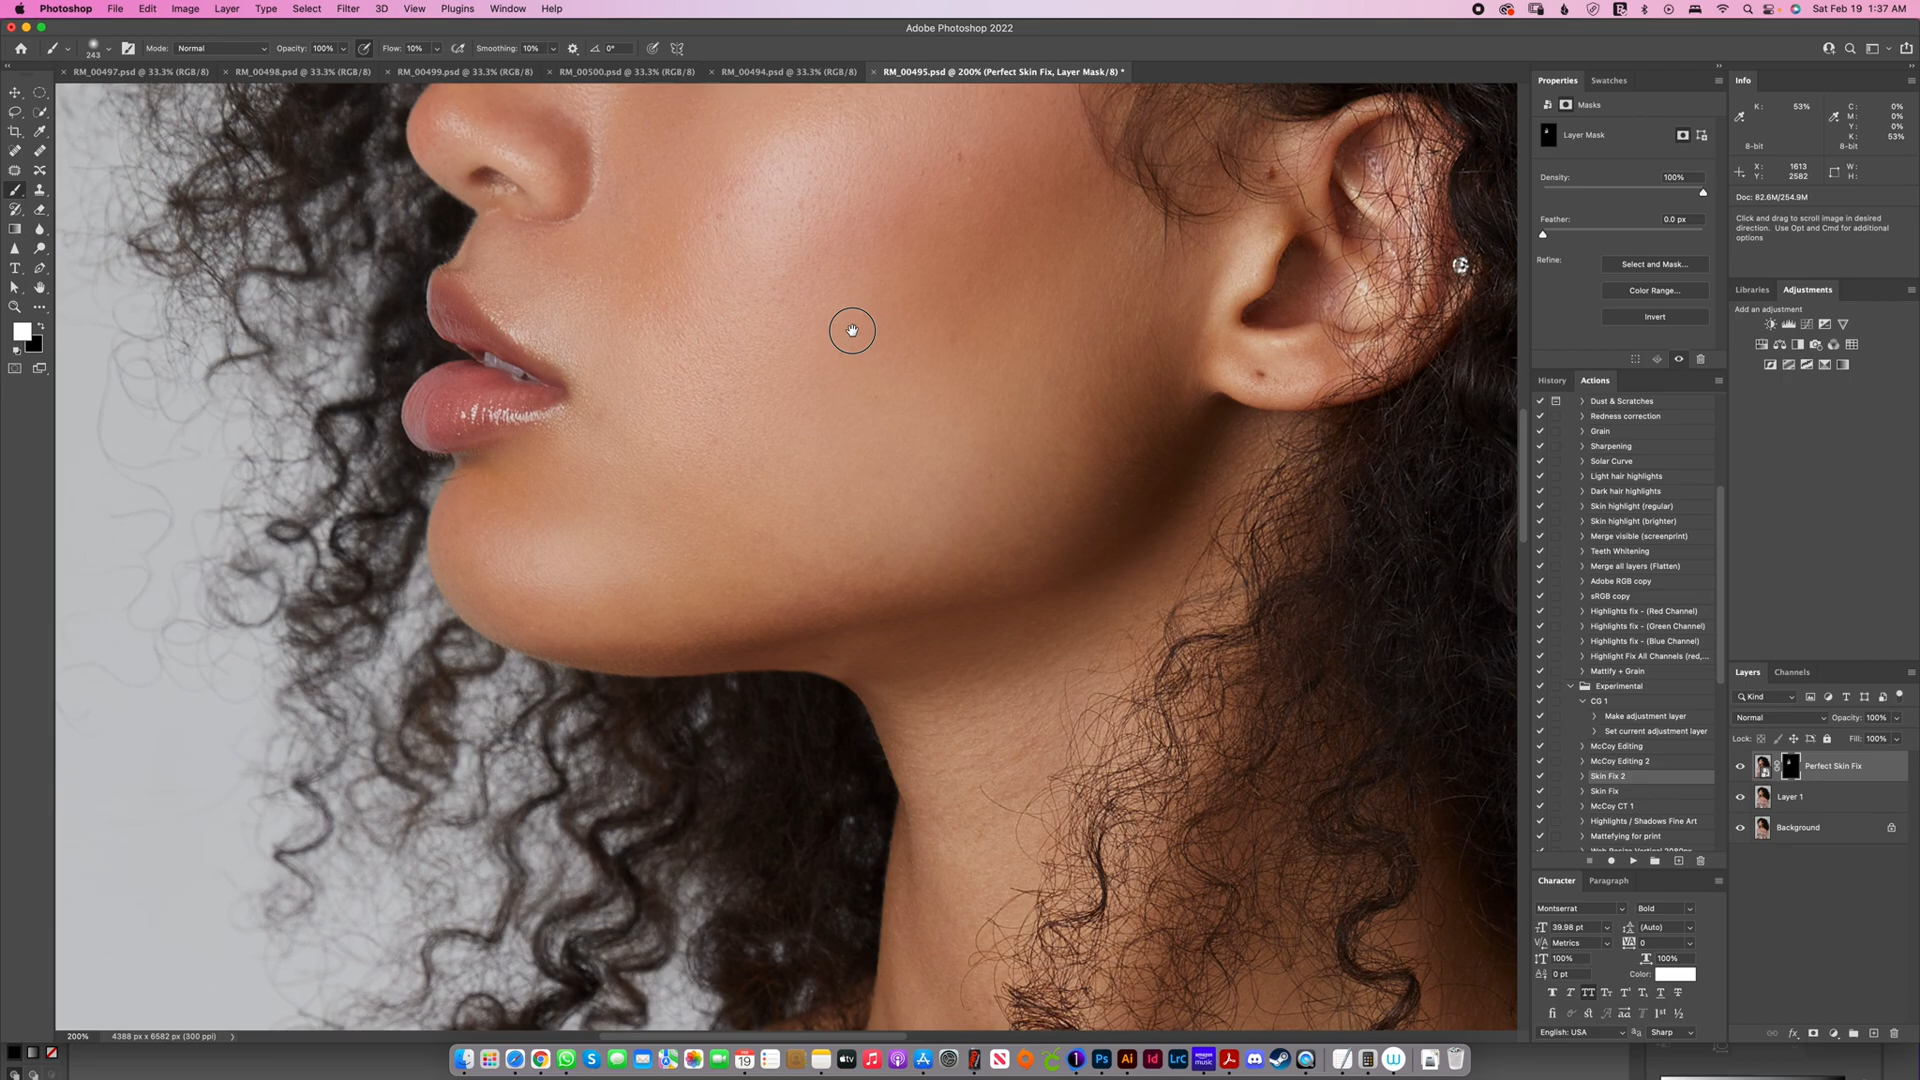 Photoshop File Edit Image Layer Type Select Filter 3D View Plugins Window Help Sat Feb 19 1:37 AM
Adobe Photoshop 2022
243 Mode: Normal Opacity: 100% Flow: 10% Smoothing: 10% 0°
RM_00497.psd @ 33.3% (RGB/8) RM_00498.psd @ 33.3% (RGB/8) RM_00499.psd @ 33.3% (RGB/8) RM_00500.psd @ 33.3% (RGB/8) RM_00494.psd @ 33.3% (RGB/8) RM_00495.psd @ 200% (Perfect Skin Fix, Layer Mask/8) *
Properties Swatches
Masks
Layer Mask
Density: 100%
Feather: 0.0 px
Refine: Select and Mask...
Color Range...
Invert
Info
K: 53% C: 0%
M: 0%
Y: 0%
K: 53%
8-bit 8-bit
X: 1613 W:
Y: 2582 H:
Doc: 82.6M/254.9M
Click and drag to scroll image in desired
direction. Use Opt and Cmd for additional
options
Libraries Adjustments
Add an adjustment
History Actions
Dust & Scratches
Redness correction
Grain
Sharpening
Solar Curve
Light hair highlights
Dark hair highlights
Skin highlight (regular)
Skin highlight (brighter)
Merge visible (screenprint)
Teeth Whitening
Merge all layers (Flatten)
Adobe RGB copy
sRGB copy
Highlights fix - (Red Channel)
Highlights fix - (Green Channel)
Highlights fix - (Blue Channel)
Highlight Fix All Channels (red,...
Mattify + Grain
Experimental
CG 1
Make adjustment layer
Set current adjustment layer
McCoy Editing
McCoy Editing 2
Skin Fix 2
Skin Fix
McCoy CT 1
Highlights / Shadows Fine Art
Mattefying for print
Layers Channels
Kind
Normal Opacity: 100%
Lock: Fill: 100%
Perfect Skin Fix
Layer 1
Background
Character Paragraph
Montserrat Bold
39.98 pt (Auto)
Metrics 0
100% 100%
0 pt Color:
English: USA Sharp
200% 4388 px x 6582 px (300 ppi)